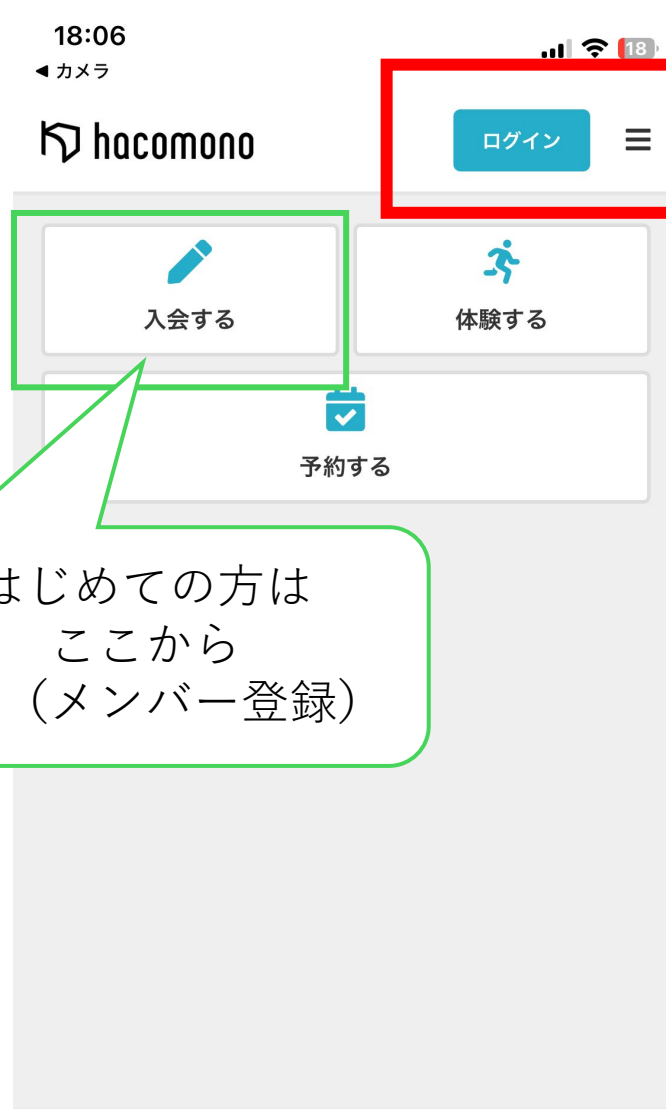 18:06
18
◀ カメラ
hacomono
ログイン
入会する
体験する
予約する
はじめての方は
ここから
（メンバー登録）